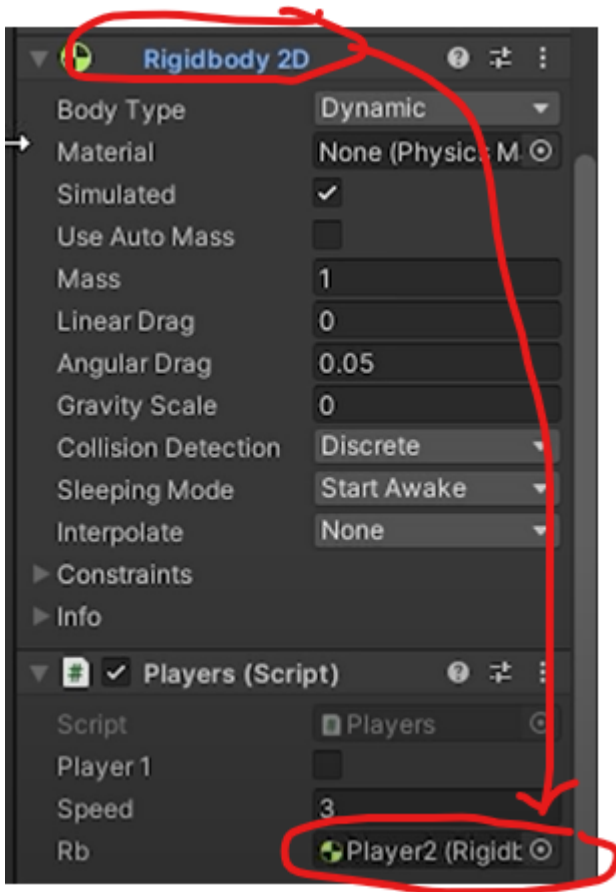 Rigidbody 2D
Body Type Dynamic
Material None (Physics M
Simulated
Use Auto Mass
Mass 1
Linear Drag 0
Angular Drag 0.05
Gravity Scale 0
Collision Detection Discrete
Sleeping Mode Start Awake
Interpolate None
Constraints
Info
# Players (Script)
Script # Players
Player 1
Speed 3
Rb Player2 (Rigidb